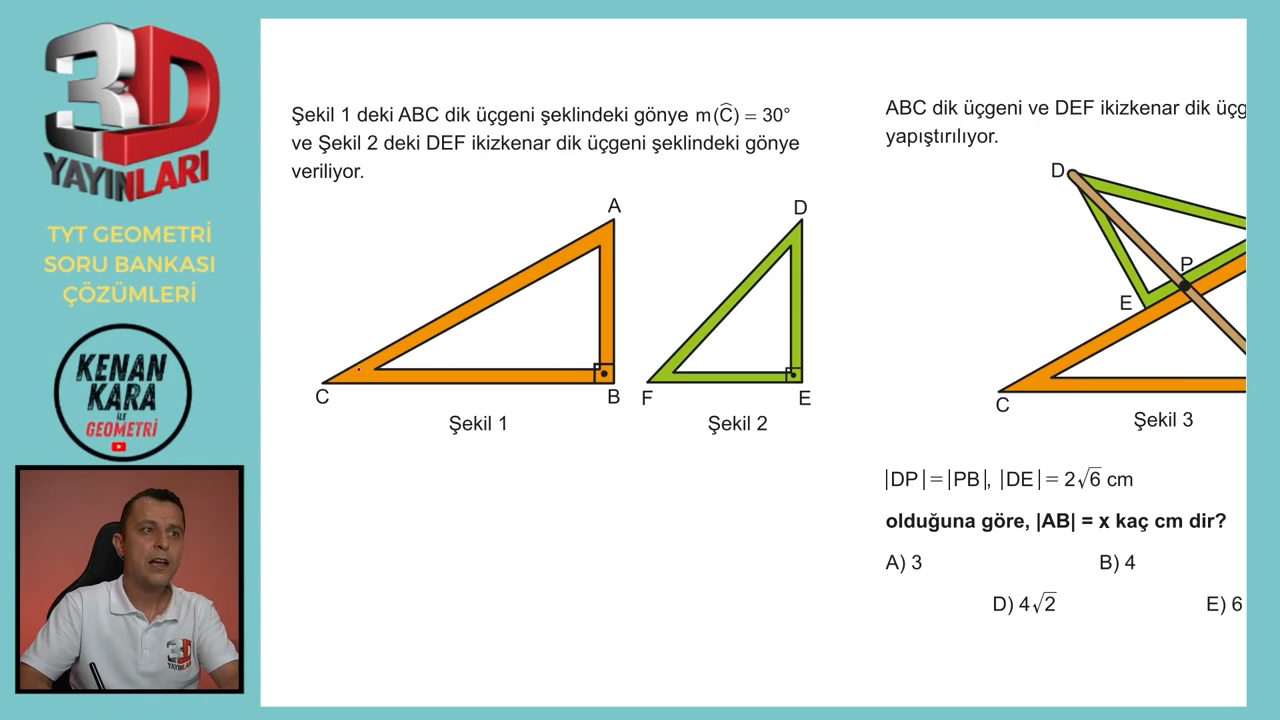 3D
YAYINLARI
TYT GEOMETRİ
SORU BANKASI
ÇÖZÜMLERİ
KENAN
KARA
İLE
GEOMETRİ
3D
YAYINLARI
Şekil 1 deki ABC dik üçgeni şeklindeki gönye m(Ĉ) = 30°
ve Şekil 2 deki DEF ikizkenar dik üçgeni şeklindeki gönye
veriliyor.
A
C
B
Şekil 1
D
F
E
Şekil 2
ABC dik üçgeni ve DEF ikizkenar dik üçg
yapıştırılıyor.
D
P
E
C
Şekil 3
|DP| = |PB|, |DE| = 2√6 cm
olduğuna göre, |AB| = x kaç cm dir?
A) 3
B) 4
D) 4√2
E) 6